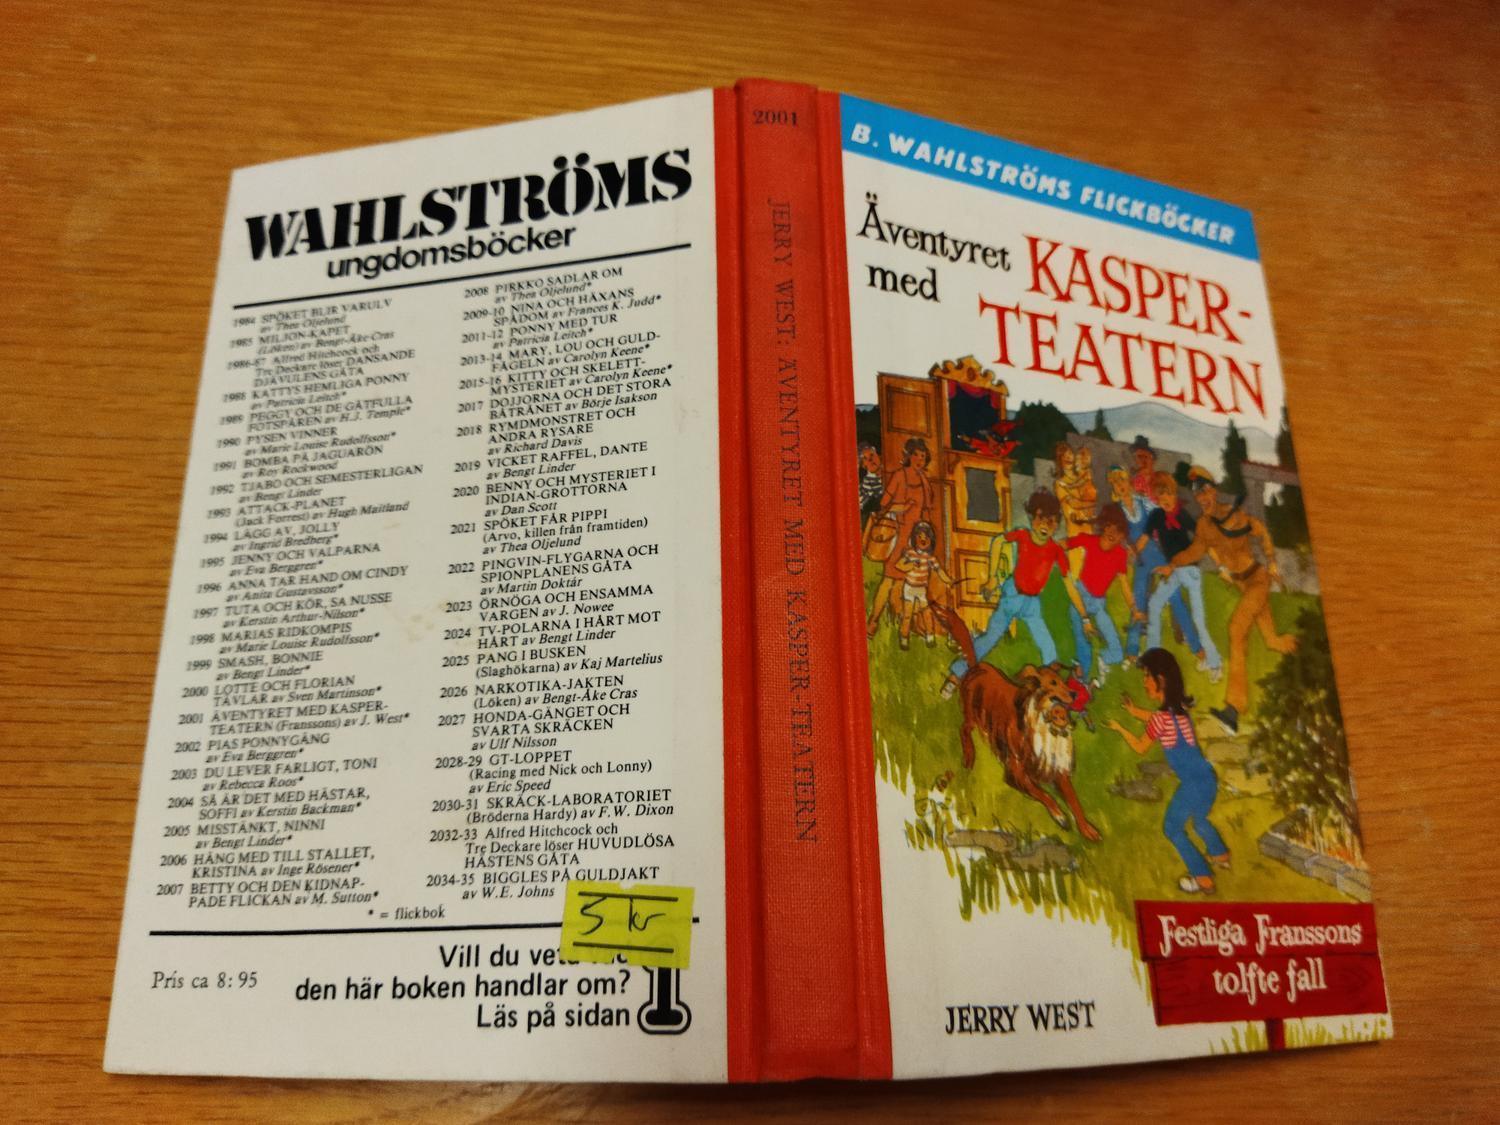 WAHLSTRÖMS
ungdomsböcker
1984 SPÖKET BLIR VARULV
av Thea Oljelund
1985 MILJON-KAPET
(Löken) av Bengt-Åke Cras
1986-87 Alfred Hitchcock och
Tre Deckare löser DANSANDE
DJÄVULENS GÅTA
1988 KATTYS HEMLIGA PONNY
av Patricia Leitch*
1989 PEGGY OCH DE GÅTFULLA
FOTSPÅREN av H.J. Temple*
1990 PYSEN VINNER
av Marie Louise Rudolfsson*
1991 BOMBA PÅ JAGUARÖN
av Roy Rockwood
1992 TJABO OCH SEMESTERLIGAN
av Bengt Linder
1993 ATTACK-PLANET
(Jack Forrest) av Hugh Maitland
1994 LÄGG AV, JOLLY
av Ingrid Bredberg*
1995 JENNY OCH VALPARNA
av Eva Berggren*
1996 ANNA TAR HAND OM CINDY
av Anita Gustavsson*
1997 TUTA OCH KÖR, SA NUSSE
av Kerstin Arthur-Nilson*
1998 MARIAS RIDKOMPIS
av Marie Louise Rudolfsson*
1999 SMASH, BONNIE
av Bengt Linder*
2000 LOTTE OCH FLORIAN
TÄVLAR av Sven Martinson*
2001 ÄVENTYRET MED KASPER-
TEATERN (Franssons) av J. West*
2002 PIAS PONNYGÄNG
av Eva Berggren*
2003 DU LEVER FARLIGT, TONI
av Rebecca Roos*
2004 SÅ ÄR DET MED HÄSTAR,
SOFFI av Kerstin Backman*
2005 MISSTÄNKT, NINNI
av Bengt Linder*
2006 HÄNG MED TILL STALLET,
KRISTINA av Inge Rösener*
2007 BETTY OCH DEN KIDNAP-
PADE FLICKAN av M. Sutton*
2008 PIRKKO SADLAR OM
av Thea Oljelund*
2009-10 NINA OCH HÄXANS
SPÅDOM av Frances K. Judd*
2011-12 PONNY MED TUR
av Patricia Leitch*
2013-14 MARY, LOU OCH GULD-
FÅGELN av Carolyn Keene*
2015-16 KITTY OCH SKELETT-
MYSTERIET av Carolyn Keene*
2017 DOJJORNA OCH DET STORA
BÅTRÅNET av Börje Isakson
2018 RYMDMONSTRET OCH
ANDRA RYSARE
av Richard Davis
2019 VICKET RAFFEL, DANTE
av Bengt Linder
2020 BENNY OCH MYSTERIET I
INDIAN-GROTTORNA
av Dan Scott
2021 SPÖKET FÅR PIPPI
(Arvo, killen från framtiden)
av Thea Oljelund
2022 PINGVIN-FLYGARNA OCH
SPIONPLANENS GÅTA
av Martin Doktár
2023 ÖRNÖGA OCH ENSAMMA
VARGEN av J. Nowee
2024 TV-POLARNA I HÅRT MOT
HÅRT av Bengt Linder
2025 PANG I BUSKEN
(Slaghökarna) av Kaj Martelius
2026 NARKOTIKA-JAKTEN
(Löken) av Bengt-Åke Cras
2027 HONDA-GÄNGET OCH
SVARTA SKRÄCKEN
av Ulf Nilsson
2028-29 GT-LOPPET
(Racing med Nick och Lonny)
av Eric Speed
2030-31 SKRÄCK-LABORATORIET
(Bröderna Hardy) av F.W. Dixon
2032-33 Alfred Hitchcock och
Tre Deckare löser HUVUDLÖSA
HÄSTENS GÅTA
2034-35 BIGGLES PÅ GULDJAKT
av W.E. Johns
* = flickbok
5 kr
Pris ca 8:95
Vill du
den här boken handlar om?
Läs på sidan 1
2001
JERRY WEST: ÄVENTYRET MED KASPER-TEATERN
B. WAHLSTRÖMS FLICKBÖCKER
Äventyret
med
KASPER-
TEATERN
Festliga Franssons
tolfte fall
JERRY WEST